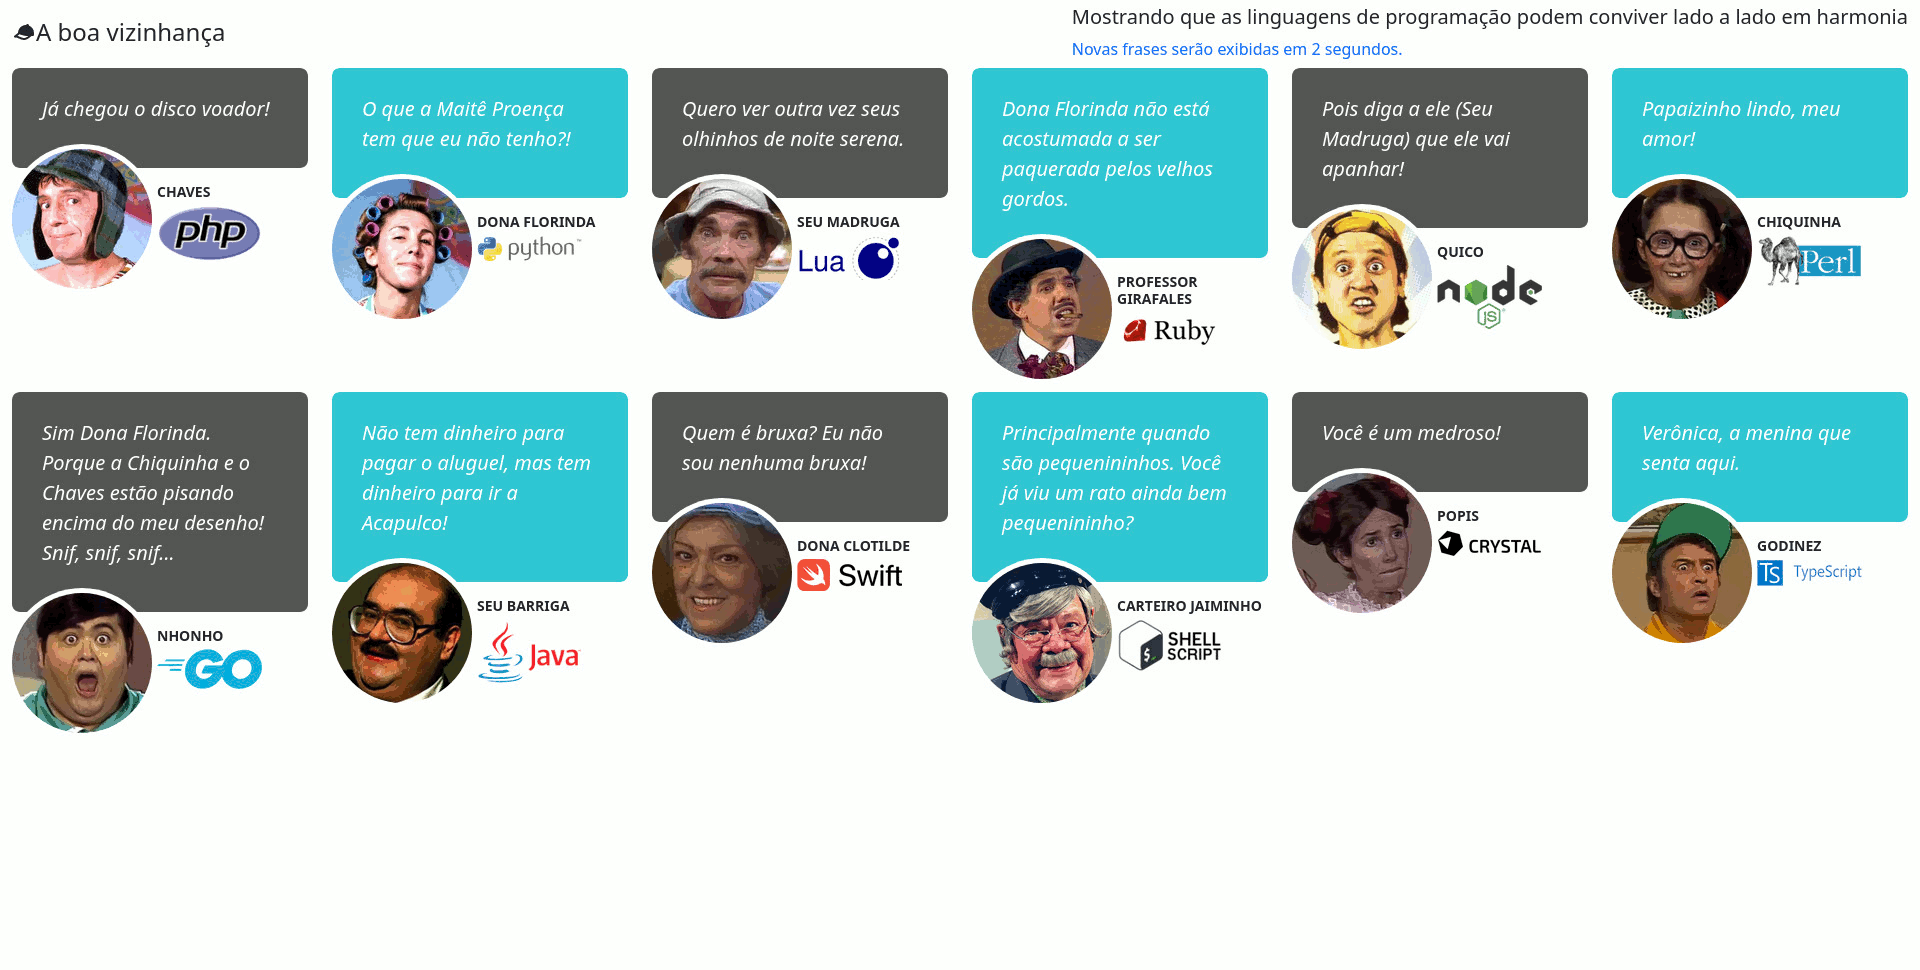 A boa vizinhança
Mostrando que as linguagens de programação podem conviver lado a lado em harmonia
Novas frases serão exibidas em 2 segundos.
Já chegou o disco voador!
CHAVES
php
O que a Maitê Proença
tem que eu não tenho?!
DONA FLORINDA
python™
Quero ver outra vez seus
olhinhos de noite serena.
SEU MADRUGA
Lua
Dona Florinda não está
acostumada a ser
paquerada pelos velhos
gordos.
PROFESSOR
GIRAFALES
Ruby
Pois diga a ele (Seu
Madruga) que ele vai
apanhar!
QUICO
node
JS
Papaizinho lindo, meu
amor!
CHIQUINHA
Perl
Sim Dona Florinda.
Porque a Chiquinha e o
Chaves estão pisando
encima do meu desenho!
Snif, snif, snif...
NHONHO
GO
Não tem dinheiro para
pagar o aluguel, mas tem
dinheiro para ir a
Acapulco!
SEU BARRIGA
Java
Quem é bruxa? Eu não
sou nenhuma bruxa!
DONA CLOTILDE
Swift
Principalmente quando
são pequenininhos. Você
já viu um rato ainda bem
pequenininho?
CARTEIRO JAIMINHO
$
SHELL
SCRIPT
Você é um medroso!
POPIS
CRYSTAL
Verônica, a menina que
senta aqui.
GODINEZ
TS TypeScript